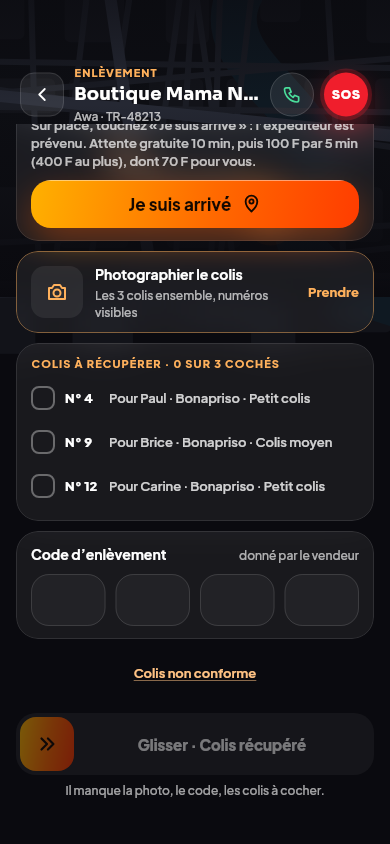 ENLÈVEMENT
Boutique Mama N...
Awa · TR-48213
SOS
Sur place, touchez « Je suis arrivé » : l'expéditeur est
prévenu. Attente gratuite 10 min, puis 100 F par 5 min
(400 F au plus), dont 70 F pour vous.
Je suis arrivé
Photographier le colis
Les 3 colis ensemble, numéros
visibles
Prendre
COLIS À RÉCUPÉRER · 0 SUR 3 COCHÉS
N° 4 Pour Paul · Bonapriso · Petit colis
N° 9 Pour Brice · Bonapriso · Colis moyen
N° 12 Pour Carine · Bonapriso · Petit colis
Code d'enlèvement donné par le vendeur
Colis non conforme
Glisser · Colis récupéré
Il manque la photo, le code, les colis à cocher.